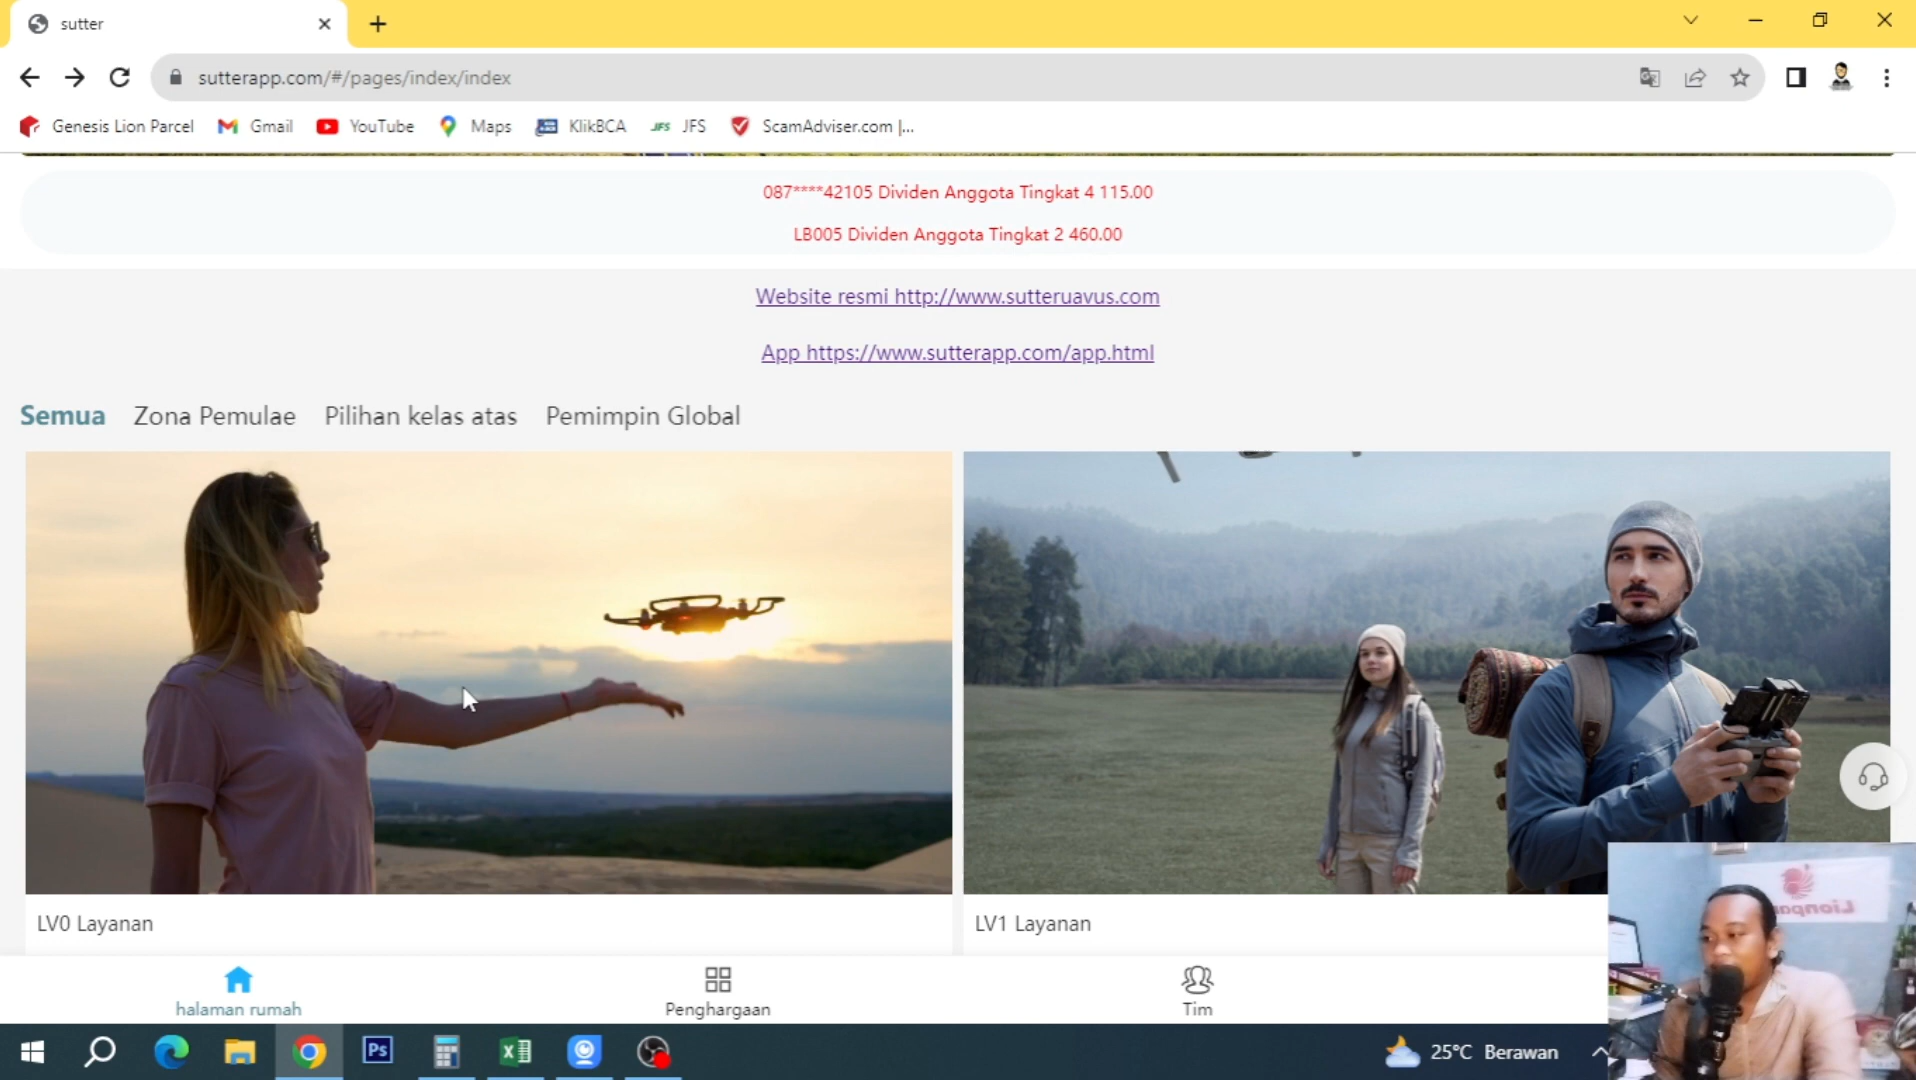 sutter
sutterapp.com/#/pages/index/index
Genesis Lion Parcel
Gmail
YouTube
Maps
KlikBCA
JFS JFS
ScamAdviser.com |...
087****42105 Dividen Anggota Tingkat 4 115.00
LB005 Dividen Anggota Tingkat 2 460.00
Website resmi http://www.sutteruavus.com
App https://www.sutterapp.com/app.html
Semua
Zona Pemulae
Pilihan kelas atas
Pemimpin Global
LV0 Layanan
LV1 Layanan
halaman rumah
Penghargaan
Tim
Ps
25°C Berawan